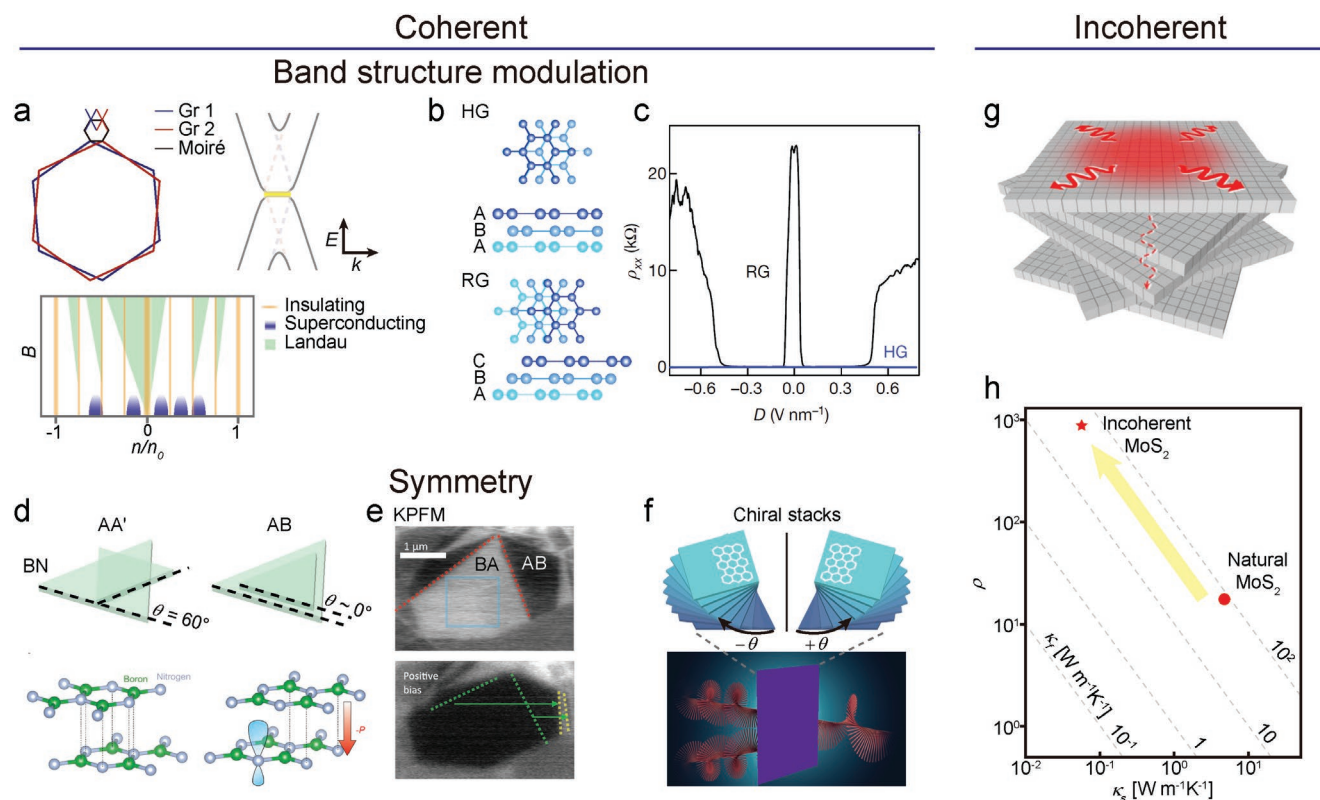 Coherent
Incoherent
Band structure modulation
a
Gr 1
Gr 2
Moiré
E
k
B
Insulating
Superconducting
Landau
-1
0
1
n/n₀
b
HG
A
B
A
RG
C
B
A
c
ρxx (kΩ)
20
10
0
RG
HG
−0.6
−0.3
0.0
0.3
0.6
D (V nm⁻¹)
g
h
ρ
10³
10²
10¹
10⁰
Incoherent
MoS₂
Natural
MoS₂
κᵣ [W m⁻¹K⁻¹]
10⁻¹
1
10
10²
10⁻²
10⁻¹
10⁰
10¹
κₛ [W m⁻¹K⁻¹]
Symmetry
d
AA'
AB
BN
θ = 60°
θ ~ 0°
Boron
Nitrogen
-P
e
KPFM
1 μm
BA
AB
Positive
bias
f
Chiral stacks
−θ
+θ